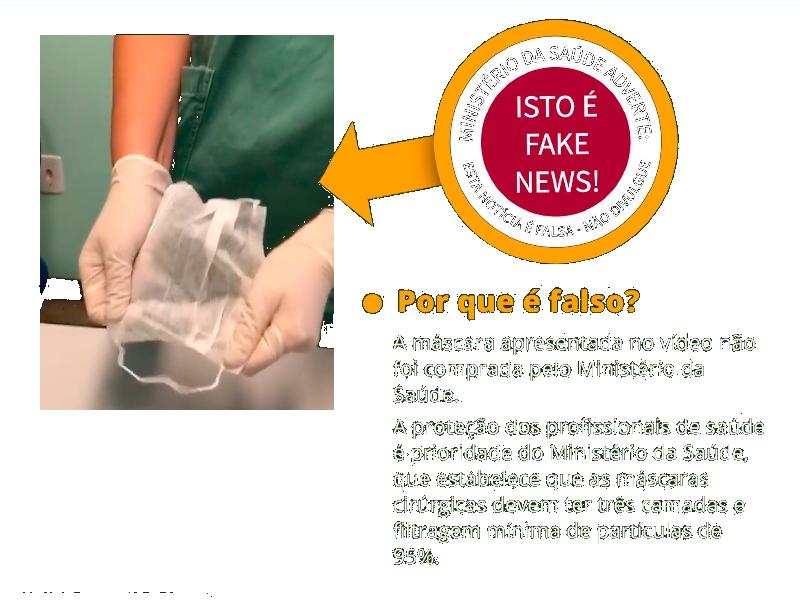 MINISTÉRIO DA SAÚDE ADVERTE:
ISTO É
FAKE
NEWS!
ESTA NOTÍCIA É FALSA - NÃO DIVULGUE
Por que é falso?
A máscara apresentada no vídeo não
foi comprada pelo Ministério da
Saúde.
A proteção dos profissionais de saúde
é prioridade do Ministério da Saúde,
que estabelece que as máscaras
cirúrgicas devem ter três camadas e
filtragem mínima de partículas de
95%.